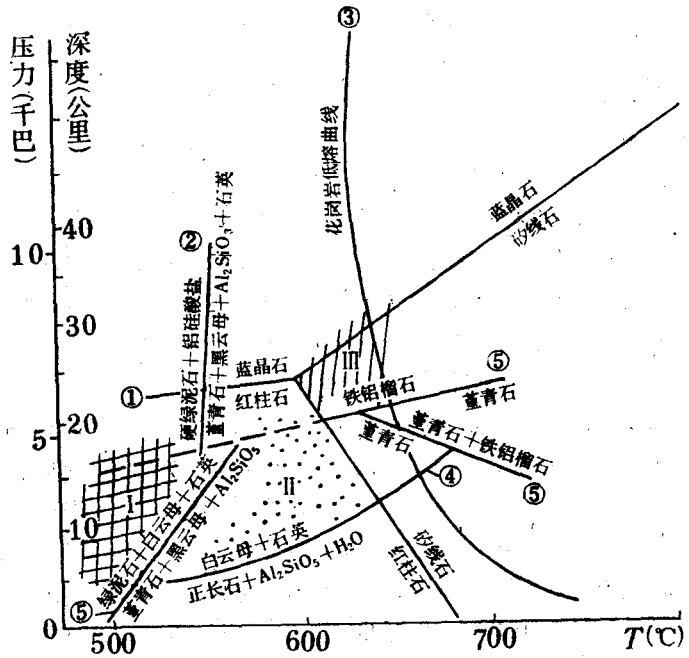 压力(千巴)
深度(公里)
10
5
0
40
30
20
10
500
600
700
T(℃)
③
花岗岩低熔曲线
②
硬绿泥石+铝硅酸盐
堇青石+黑云母+Al₂SiO₃+石英
蓝晶石
矽线石
①
蓝晶石
红柱石
Ⅲ
铁铝榴石
⑤
堇青石
堇青石
堇青石+铁铝榴石
⑤
④
Ⅰ
Ⅱ
绿泥石+白云母+石英
堇青石+黑云母+Al₂SiO₅
⑤
白云母+石英
正长石+Al₂SiO₅+H₂O
矽线石
红柱石